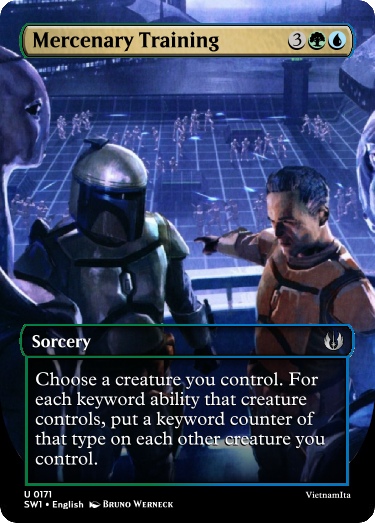 Mercenary Training 3
Sorcery
Choose a creature you control. For
each keyword ability that creature
controls, put a keyword counter of
that type on each other creature you
control.
U 0171
VietnamIta
SW1 • English Bruno Werneck